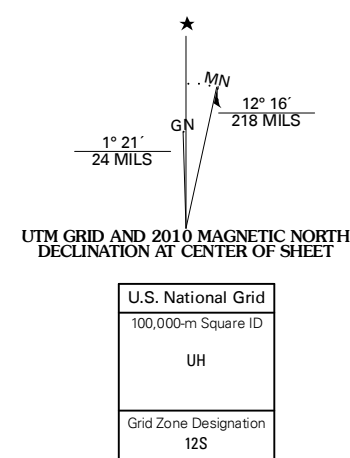 ★
MN
GN
12° 16´
218 MILS
1° 21´
24 MILS
UTM GRID AND 2010 MAGNETIC NORTH
DECLINATION AT CENTER OF SHEET
U.S. National Grid
100,000-m Square ID
UH
Grid Zone Designation
12S